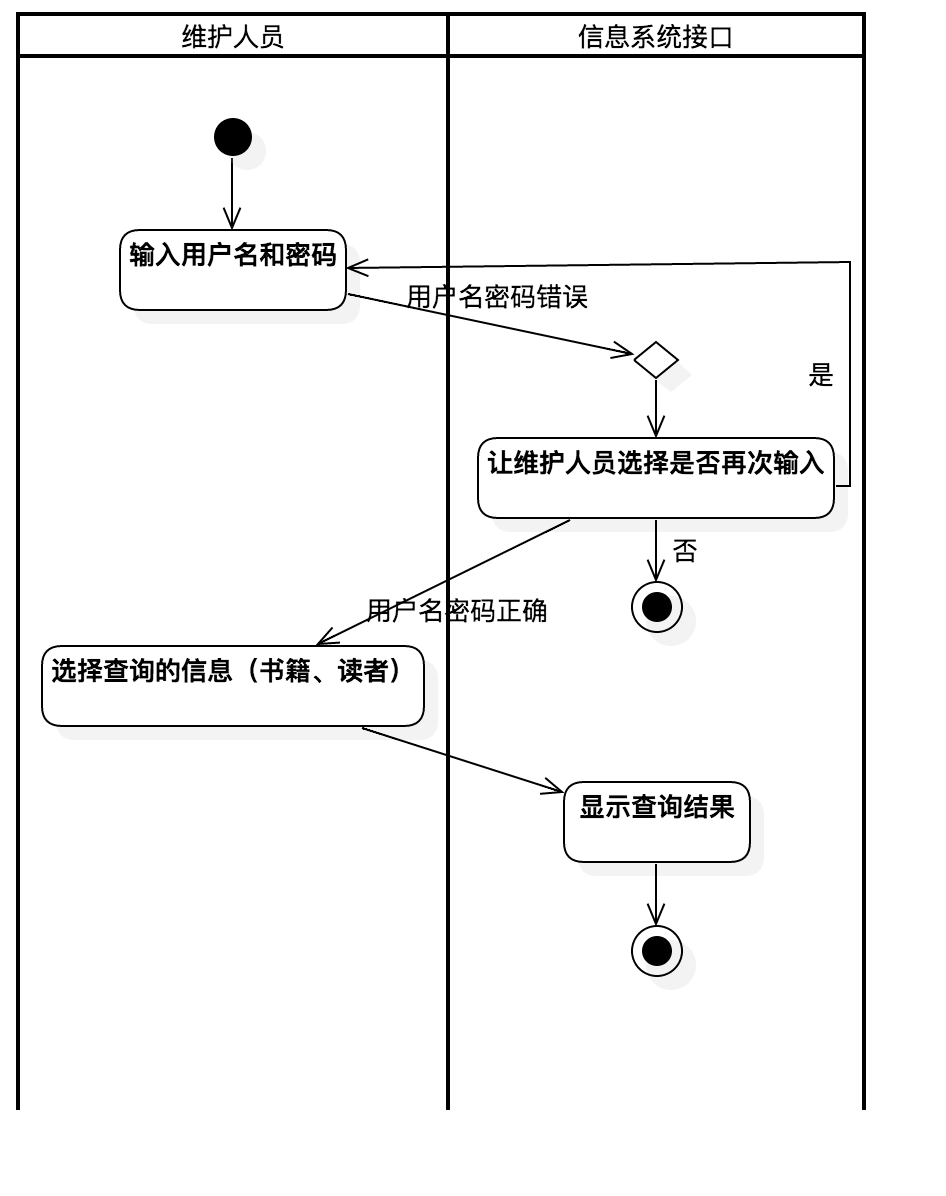 维护人员
信息系统接口
输入用户名和密码
用户名密码错误
是
让维护人员选择是否再次输入
否
用户名密码正确
选择查询的信息（书籍、读者）
显示查询结果